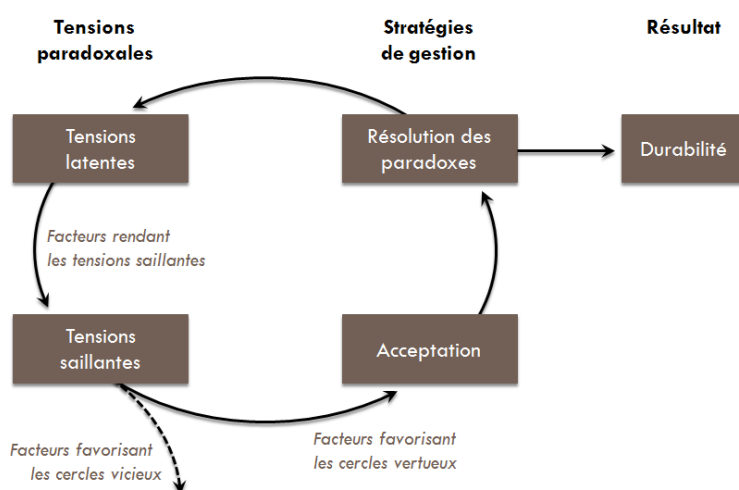 Tensions
paradoxales
Stratégies
de gestion
Résultat
Tensions
latentes
Résolution des
paradoxes
Durabilité
Facteurs rendant
les tensions saillantes
Tensions
saillantes
Acceptation
Facteurs favorisant
les cercles vicieux
Facteurs favorisant
les cercles vertueux